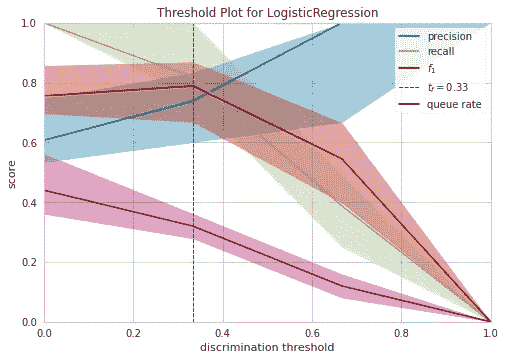 Threshold Plot for LogisticRegression
1.0
0.8
0.6
0.4
0.2
0.0
score
precision
recall
f₁
tᵣ = 0.33
queue rate
0.0 0.2 0.4 0.6 0.8 1.0
discrimination threshold